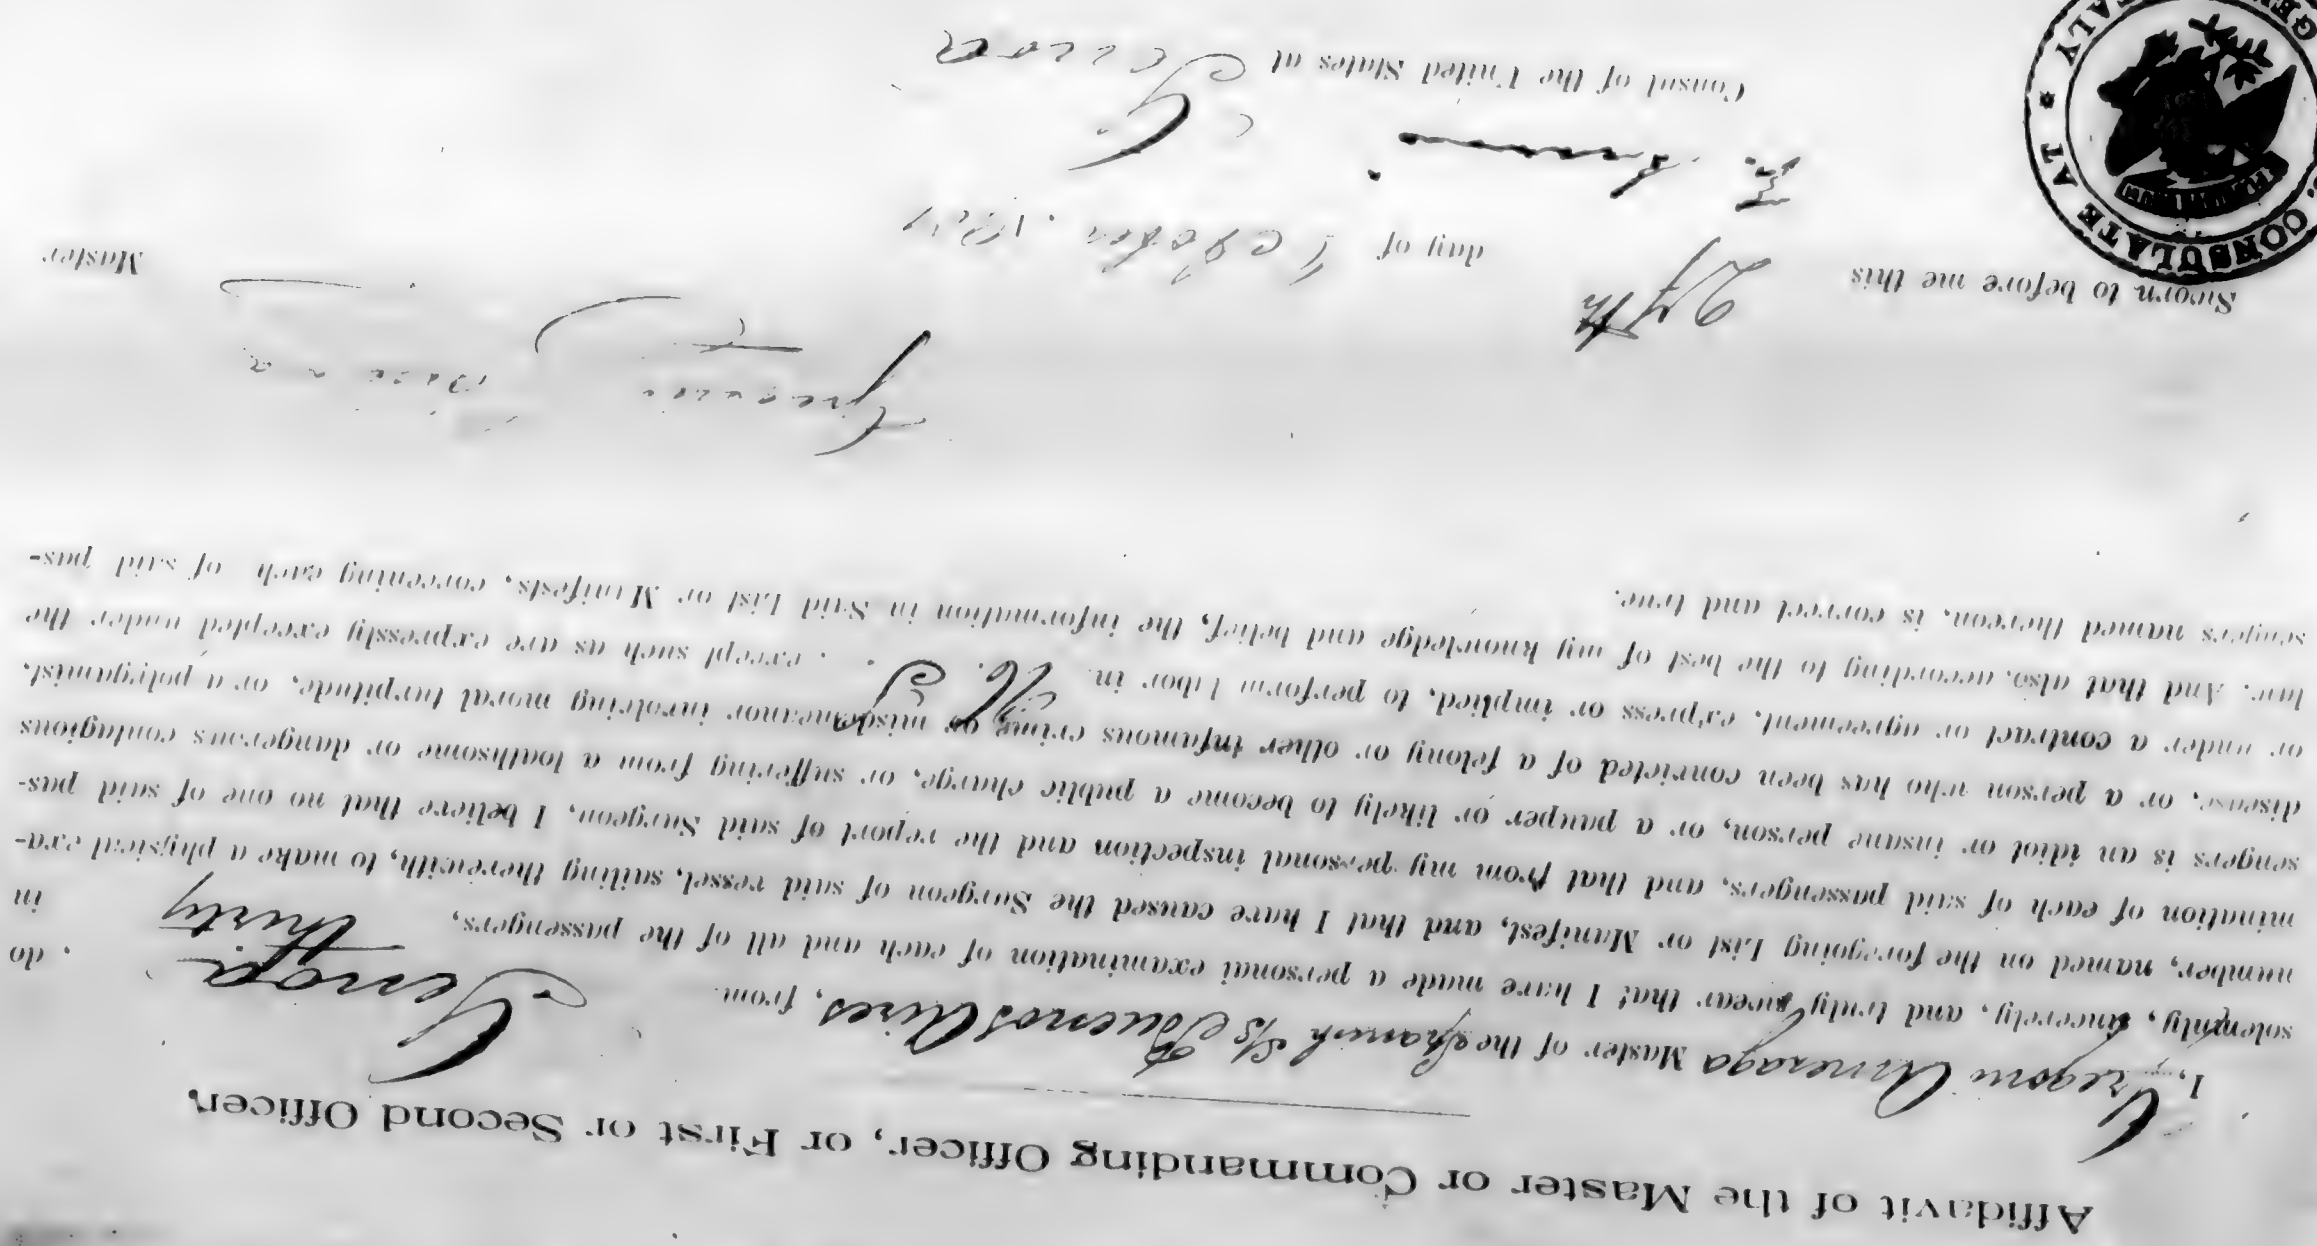 Affidavit of the Master or Commanding Officer, or First or Second Officer.
I, Gregorio Amezaga Master of the Spanish S/S Buenos Aires, from Genoa, do
solemnly, sincerely, and truly swear that I have made a personal examination of each and all of the passengers, thirty in
number, named on the foregoing List or Manifest, and that I have caused the Surgeon of said vessel, sailing therewith, to make a physical exa-
mination of each of said passengers, and that from my personal inspection and the report of said Surgeon, I believe that no one of said pas-
sengers is an idiot or insane person, or a pauper or likely to become a public charge, or suffering from a loathsome or dangerous contagious
disease, or a person who has been convicted of a felony or other infamous crime or misdemeanor involving moral turpitude, or a polygamist,
or under a contract or agreement, express or implied, to perform labor in , except such as are expressly excepted under the
law. And that also, according to the best of my knowledge and belief, the information in Said List or Manifests, correning each of said pas-
sengers named thereon, is correct and true.
Master
Sworn to before me this 27th day of
Consul of the United States at Genoa
CONSULATE AT